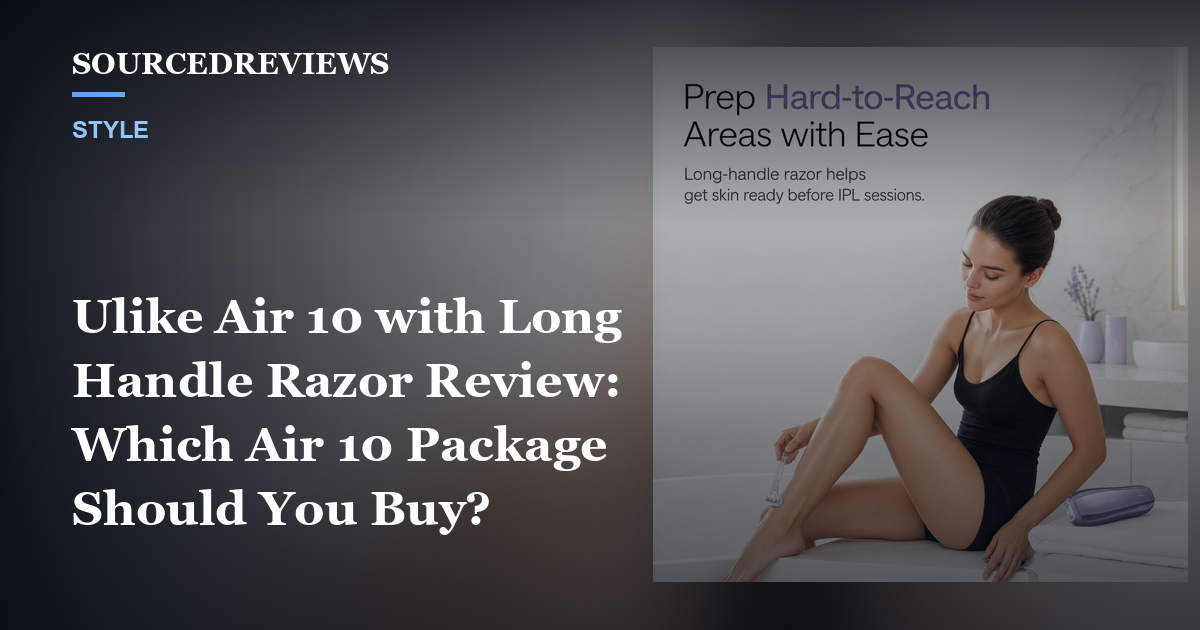 SOURCEDREVIEWS
STYLE
Ulike Air 10 with Long
Handle Razor Review:
Which Air 10 Package
Should You Buy?
Prep Hard-to-Reach
Areas with Ease
Long-handle razor helps
get skin ready before IPL sessions.